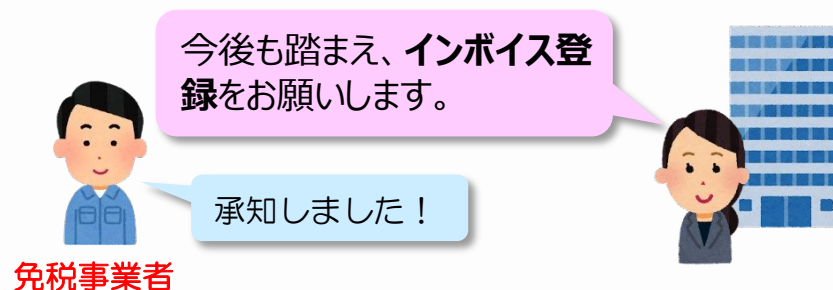 今後も踏まえ、インボイス登
録をお願いします。
承知しました！
免税事業者